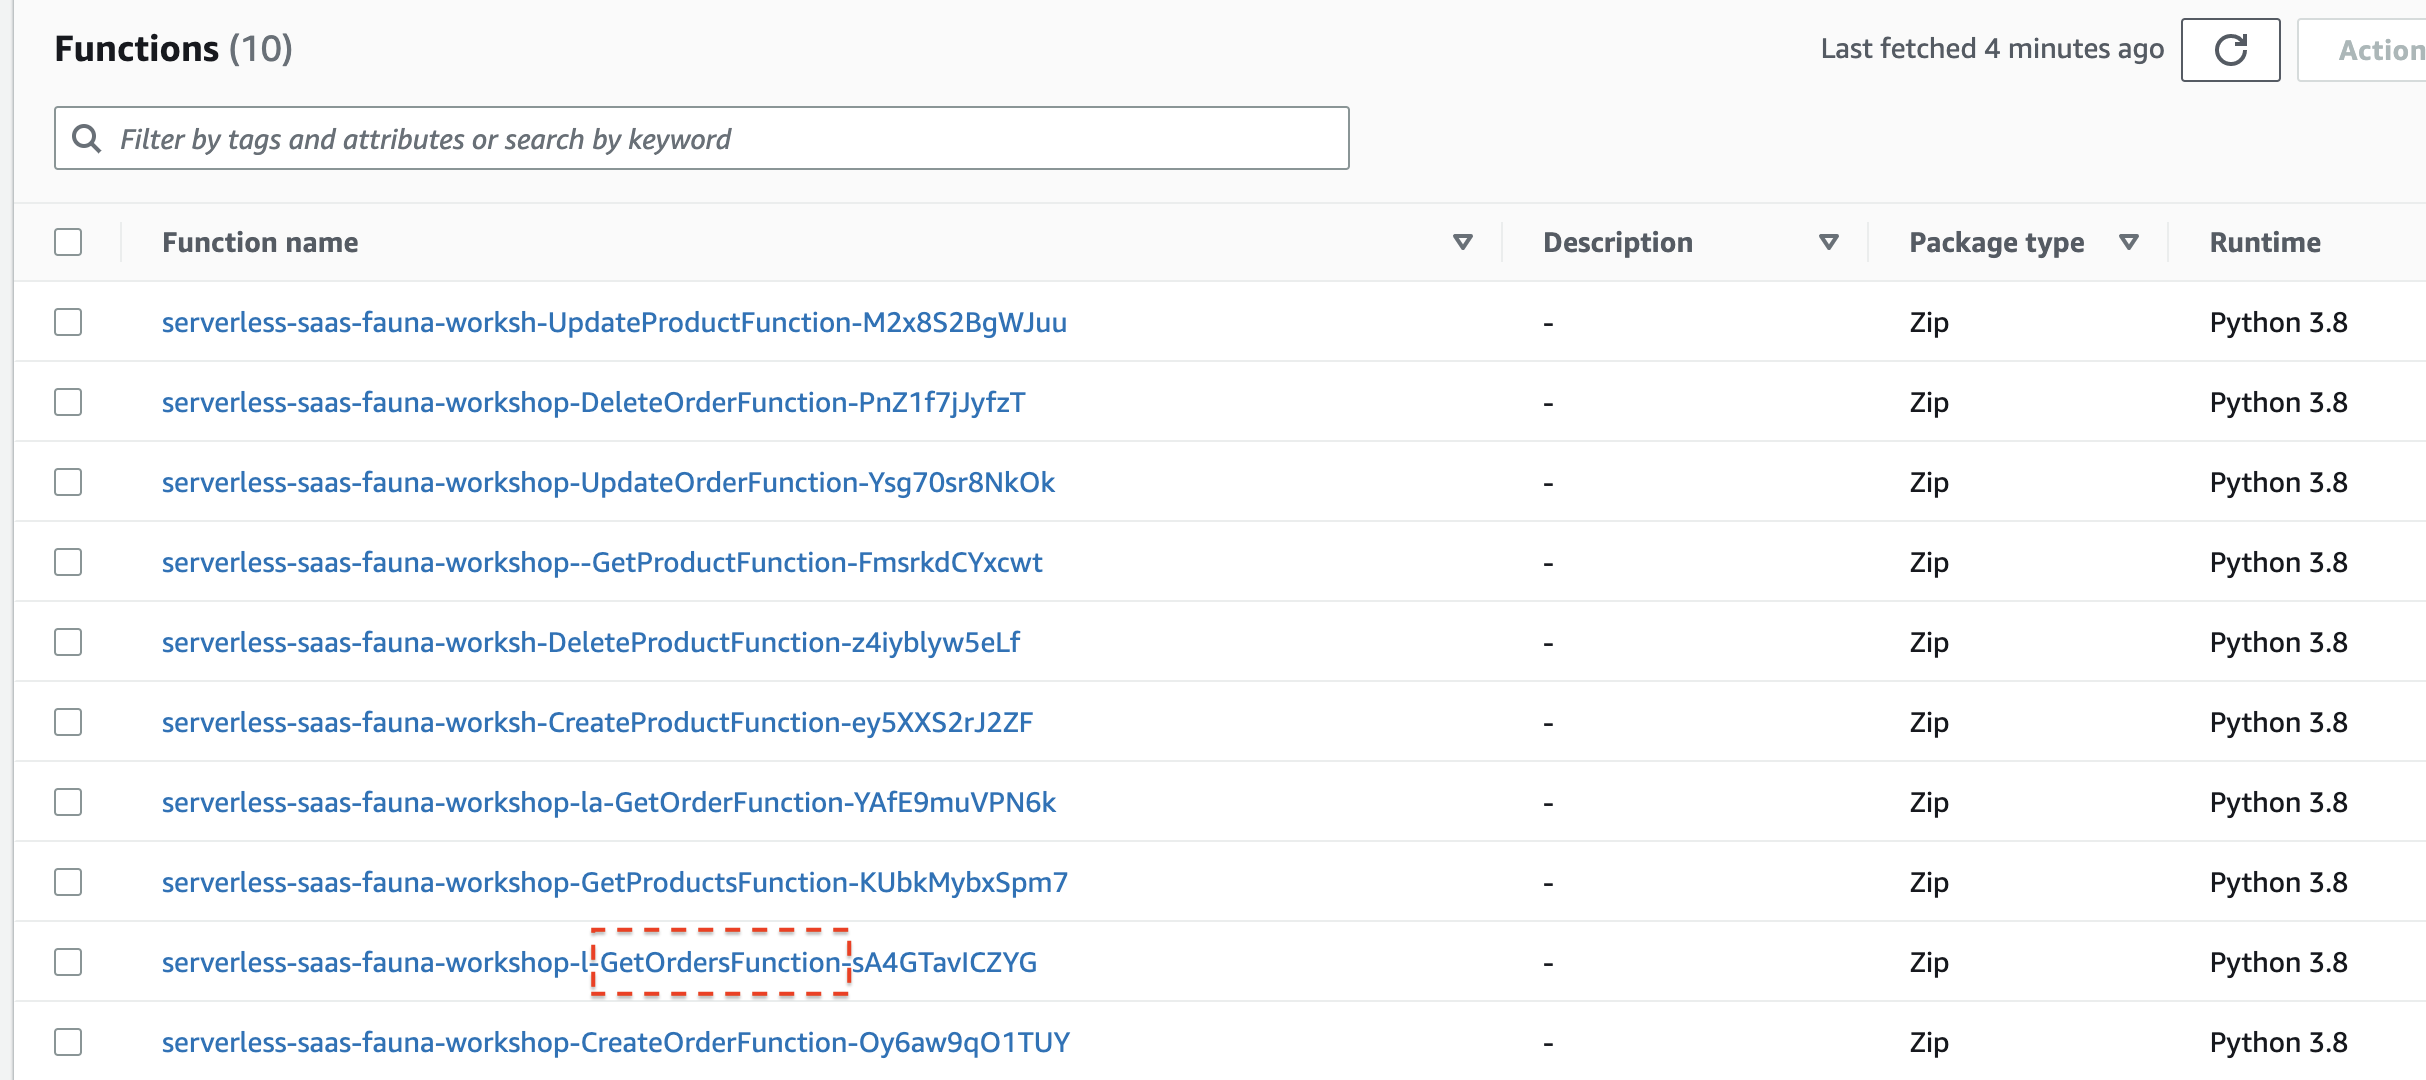 Functions (10) Last fetched 4 minutes ago Action
Filter by tags and attributes or search by keyword
Function name Description Package type Runtime
serverless-saas-fauna-worksh-UpdateProductFunction-M2x8S2BgWJuu - Zip Python 3.8
serverless-saas-fauna-workshop-DeleteOrderFunction-PnZ1f7jJyfzT - Zip Python 3.8
serverless-saas-fauna-workshop-UpdateOrderFunction-Ysg70sr8NkOk - Zip Python 3.8
serverless-saas-fauna-workshop--GetProductFunction-FmsrkdCYxcwt - Zip Python 3.8
serverless-saas-fauna-worksh-DeleteProductFunction-z4iyblyw5eLf - Zip Python 3.8
serverless-saas-fauna-worksh-CreateProductFunction-ey5XXS2rJ2ZF - Zip Python 3.8
serverless-saas-fauna-workshop-la-GetOrderFunction-YAfE9muVPN6k - Zip Python 3.8
serverless-saas-fauna-workshop-GetProductsFunction-KUbkMybxSpm7 - Zip Python 3.8
serverless-saas-fauna-workshop-l-GetOrdersFunction-sA4GTavICZYG - Zip Python 3.8
serverless-saas-fauna-workshop-CreateOrderFunction-Oy6aw9qO1TUY - Zip Python 3.8